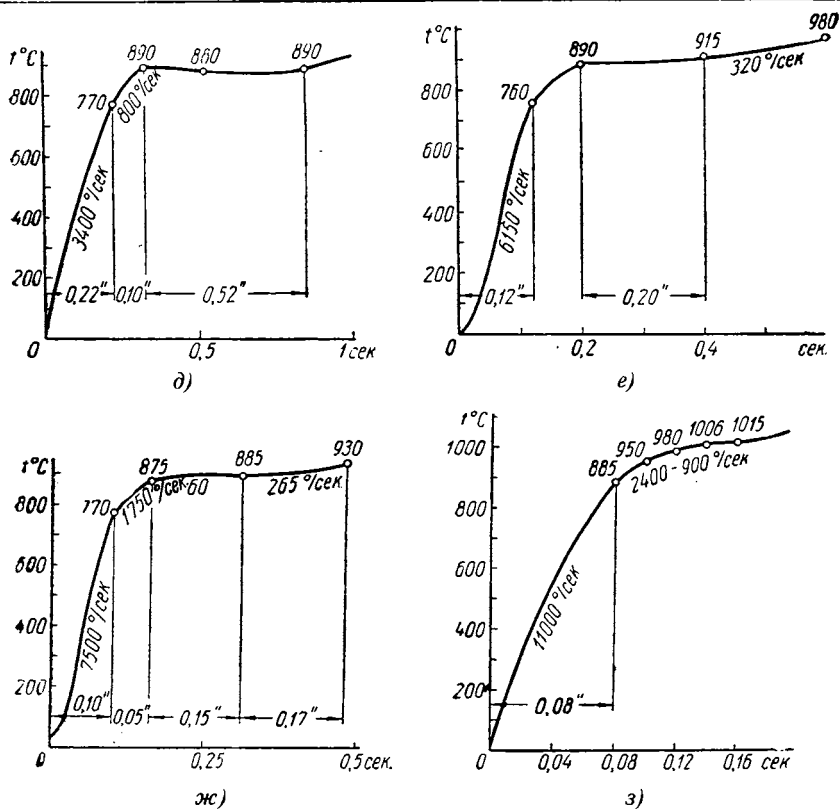 t°C
800
600
400
200
0
770
890
860
890
3400°/сек
800°/сек
0,22"
0,10"
0,52"
0,5
1 сек
д)
t°C
800
600
400
200
0
760
890
915
980
6150°/сек
320°/сек
0,12"
0,20"
0,2
0,4
сек.
е)
t°C
800
600
400
200
0
770
875
885
930
7500°/сек
1750°/сек.
60
265°/сек
0,10"
0,05"
0,15"
0,17"
0,25
0,5 сек.
ж)
t°C
1000
800
600
400
200
0
885
950
980
1006
1015
11000°/сек
2400-900°/сек
0,08"
0,04
0,08
0,12
0,16
сек
з)